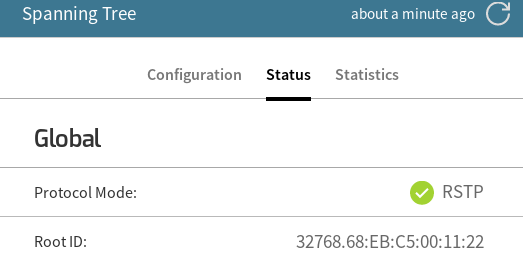 Spanning Tree about a minute ago
Configuration Status Statistics
Global
Protocol Mode: RSTP
Root ID: 32768.68:EB:C5:00:11:22